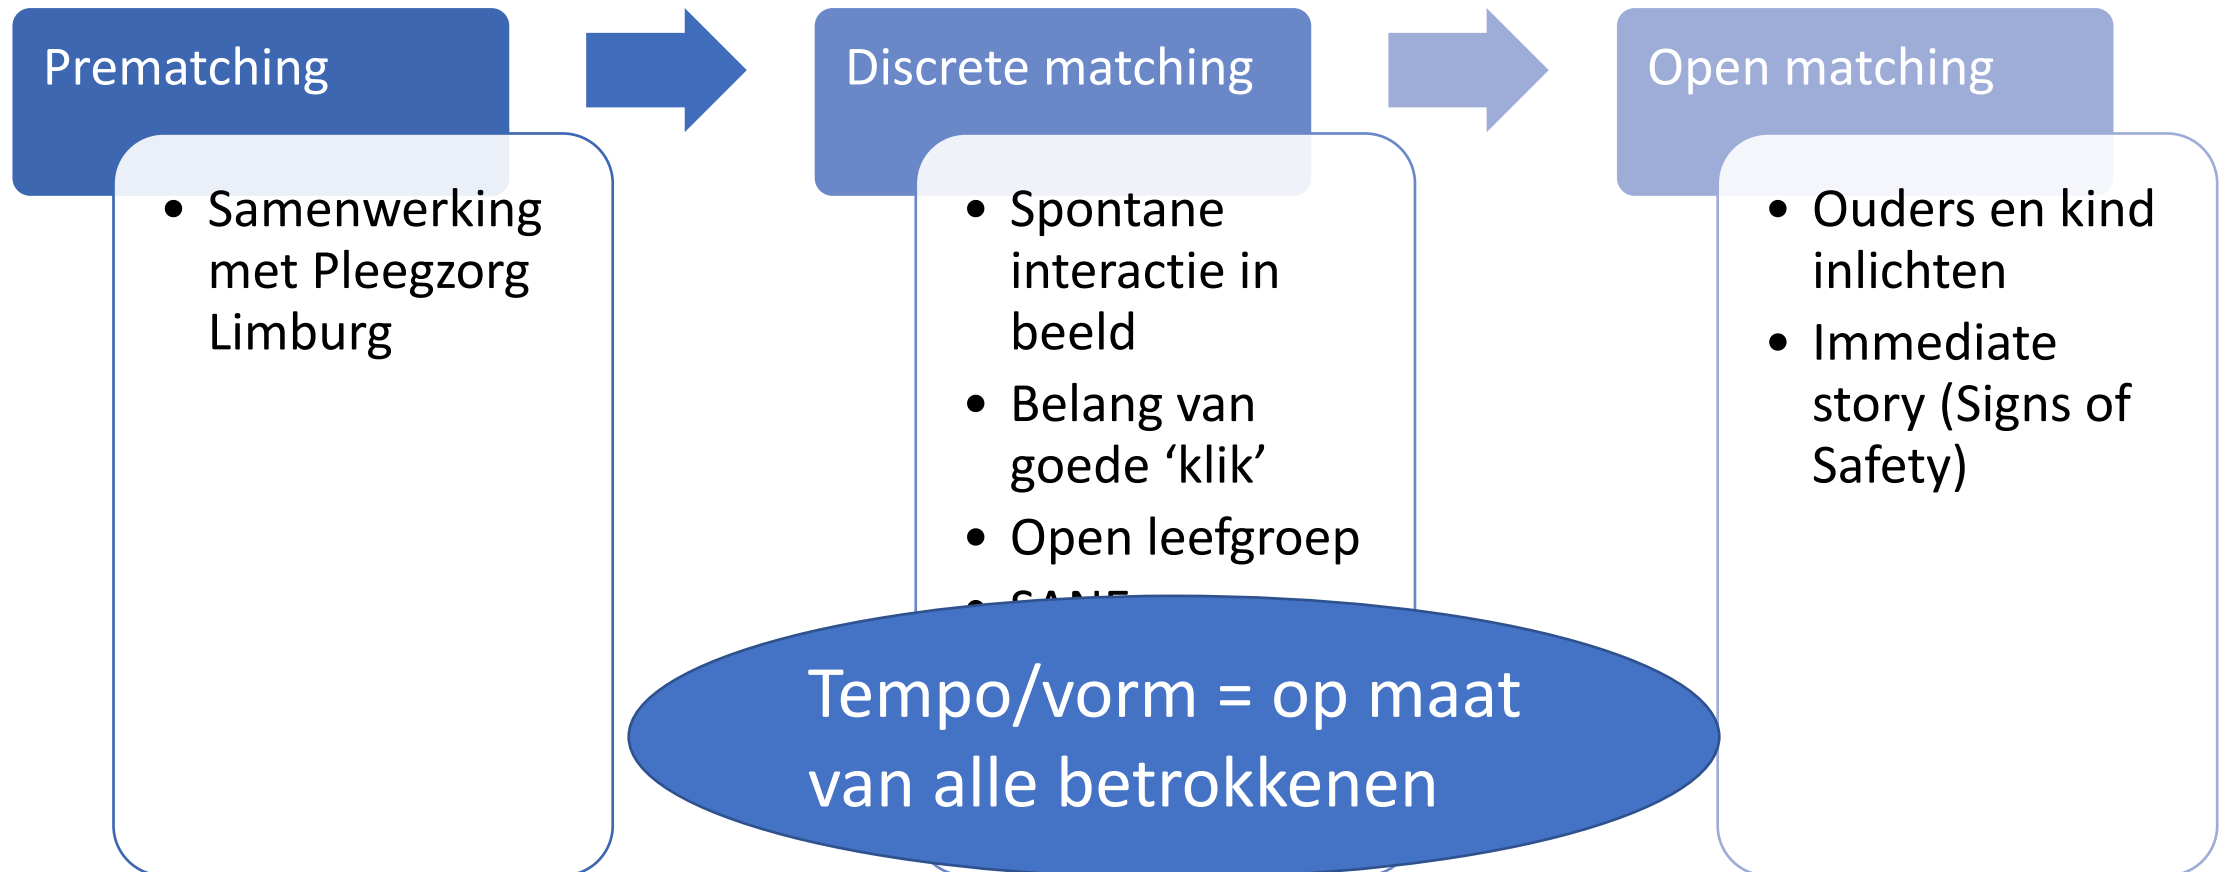 Prematching
• Samenwerking
met Pleegzorg
Limburg
Discrete matching
• Spontane
interactie in
beeld
• Belang van
goede ‘klik’
• Open leefgroep
Open matching
• Ouders en kind
inlichten
• Immediate
story (Signs of
Safety)
Tempo/vorm = op maat
van alle betrokkenen